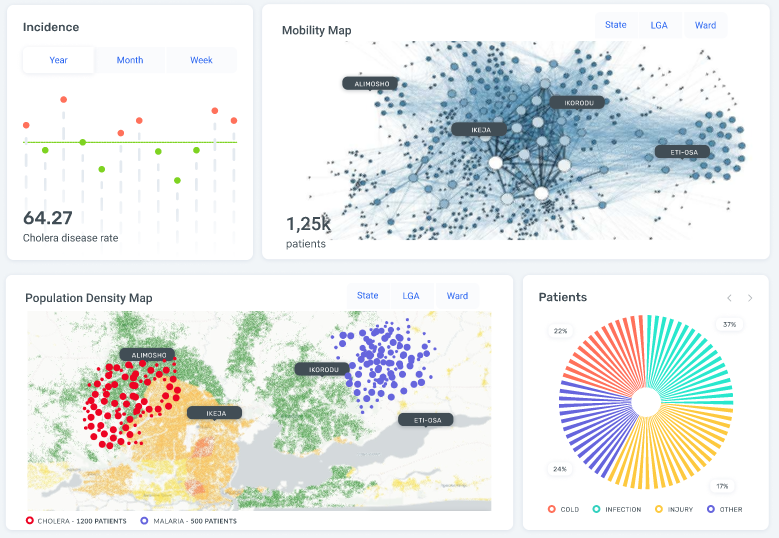 Incidence
Year
Month
Week
64.27
Cholera disease rate
Mobility Map
State
LGA
Ward
ALIMOSHO
IKORODU
IKEJA
ETI-OSA
1,25k
patients
Population Density Map
State
LGA
Ward
ALIMOSHO
IKORODU
IKEJA
ETI-OSA
CHOLERA - 1200 PATIENTS
MALARIA - 500 PATIENTS
Patients
22%
37%
24%
17%
COLD
INFECTION
INJURY
OTHER